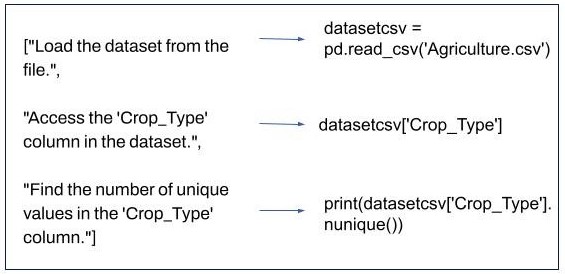 ["Load the dataset from the
file.",
datasetcsv =
pd.read_csv('Agriculture.csv')
"Access the 'Crop_Type'
column in the dataset.",
datasetcsv['Crop_Type']
"Find the number of unique
values in the 'Crop_Type'
column."]
print(datasetcsv['Crop_Type'].
nunique())